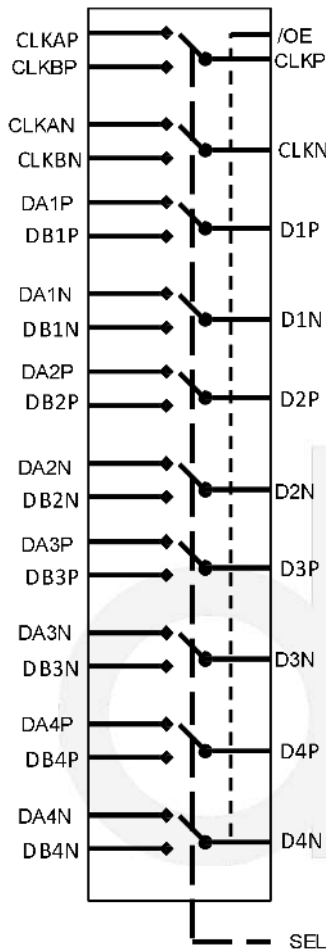 CLKAP
/OE
CLKBP
CLKP
CLKAN
CLKBN
CLKN
DA1P
DB1P
D1P
DA1N
DB1N
D1N
DA2P
DB2P
D2P
DA2N
DB2N
D2N
DA3P
DB3P
D3P
DA3N
DB3N
D3N
DA4P
DB4P
D4P
DA4N
DB4N
D4N
SEL